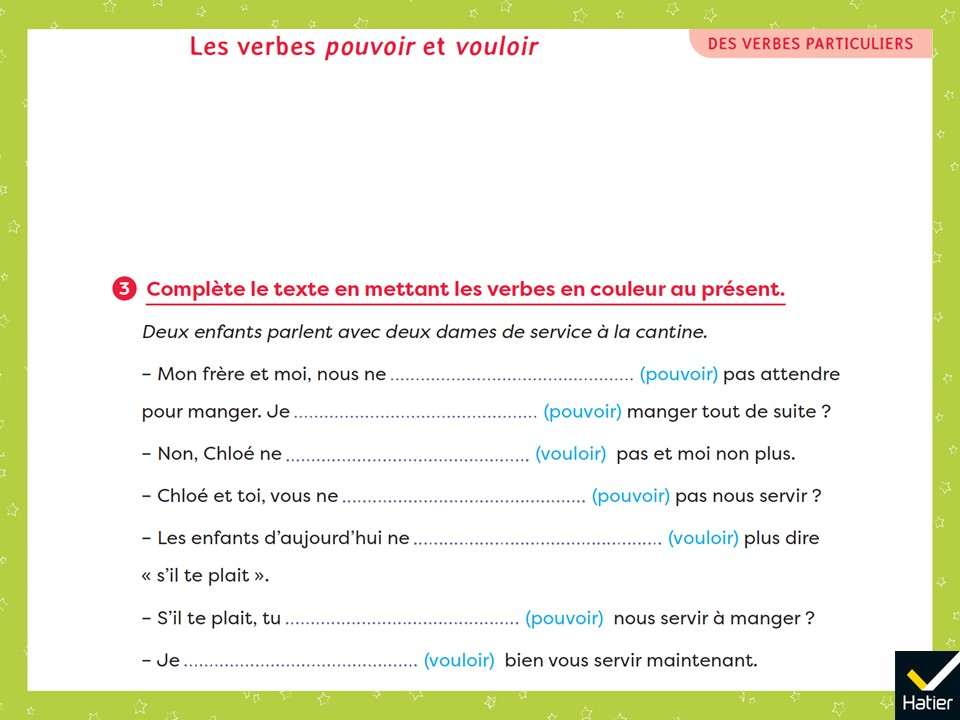 Les verbes pouvoir et vouloir
DES VERBES PARTICULIERS
3 Complète le texte en mettant les verbes en couleur au présent.
Deux enfants parlent avec deux dames de service à la cantine.
– Mon frère et moi, nous ne ................................................ (pouvoir) pas attendre
pour manger. Je ................................................ (pouvoir) manger tout de suite ?
– Non, Chloé ne ................................................ (vouloir) pas et moi non plus.
– Chloé et toi, vous ne ................................................ (pouvoir) pas nous servir ?
– Les enfants d’aujourd’hui ne ................................................ (vouloir) plus dire
« s’il te plait ».
– S’il te plait, tu .............................................. (pouvoir) nous servir à manger ?
– Je .............................................. (vouloir) bien vous servir maintenant.
Hatier